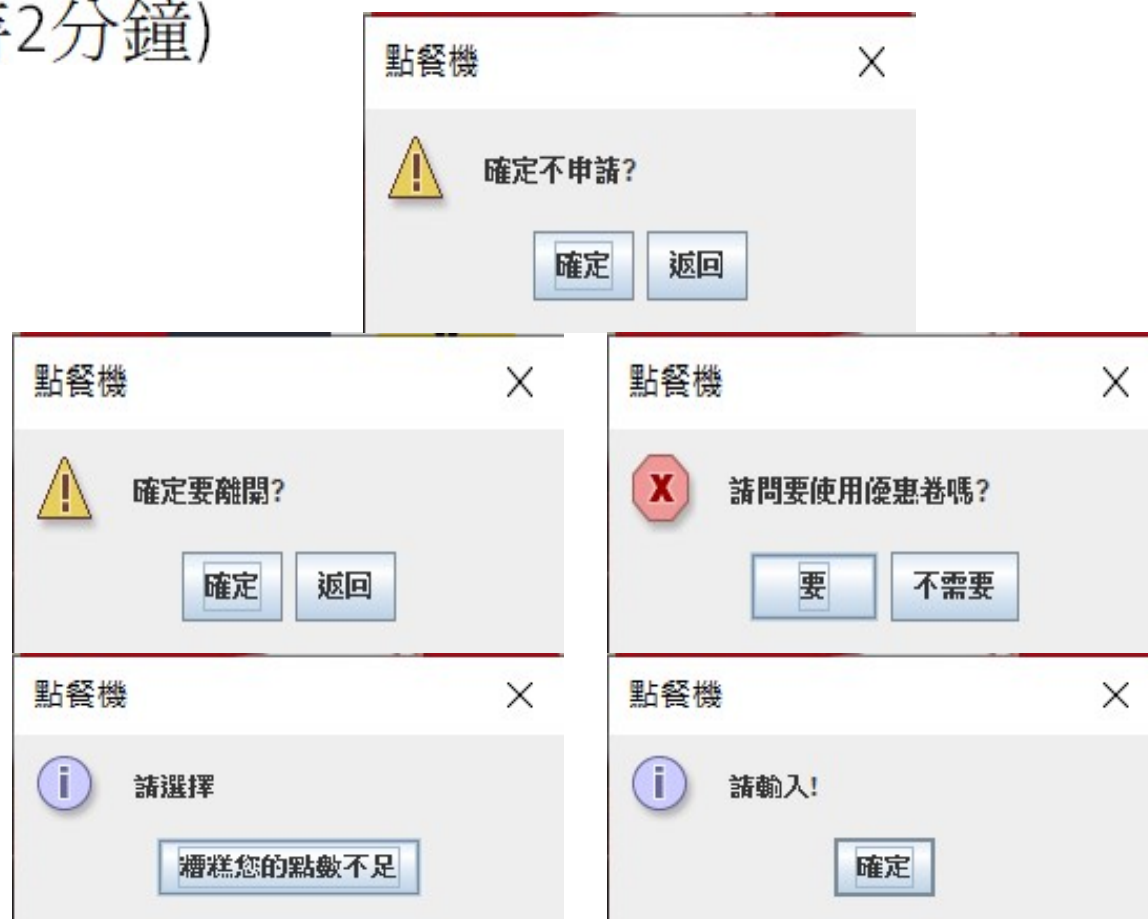 2分鐘)
點餐機
確定不申請?
確定 返回
點餐機
確定要離開?
確定 返回
點餐機
請問要使用優惠卷嗎?
要 不需要
點餐機
請選擇
糟糕您的點數不足
點餐機
請輸入!
確定